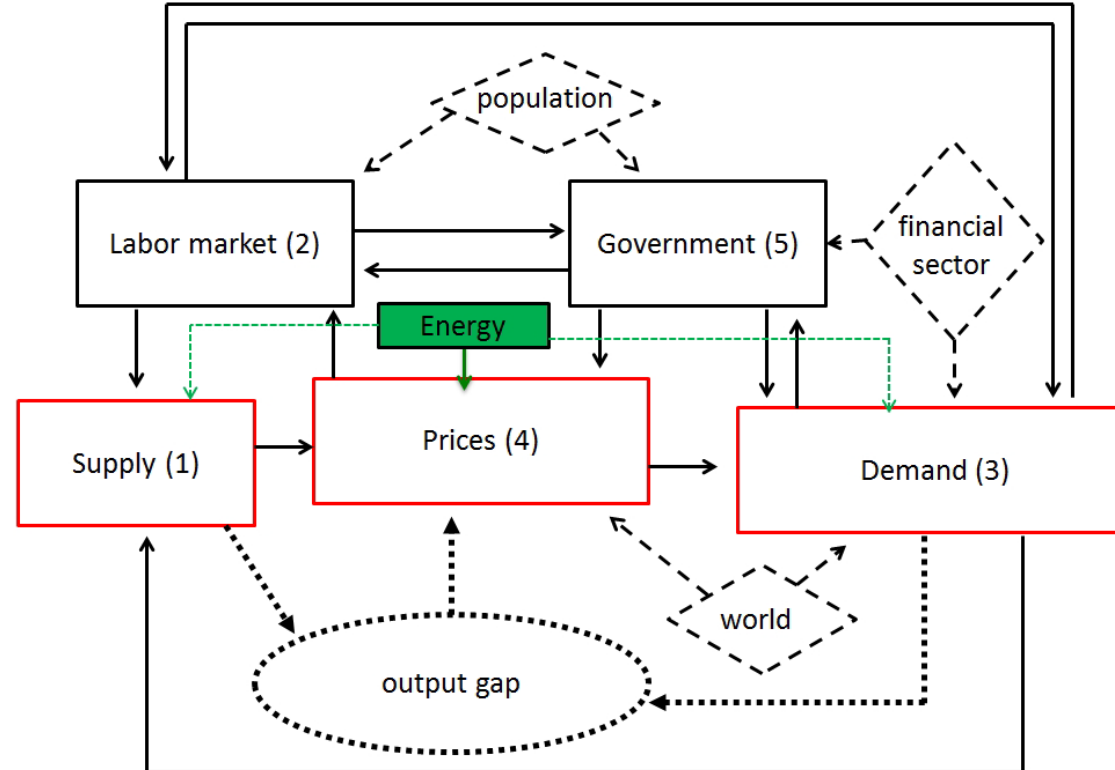 population
Labor market (2)
Government (5)
financial
sector
Energy
Supply (1)
Prices (4)
Demand (3)
world
output gap